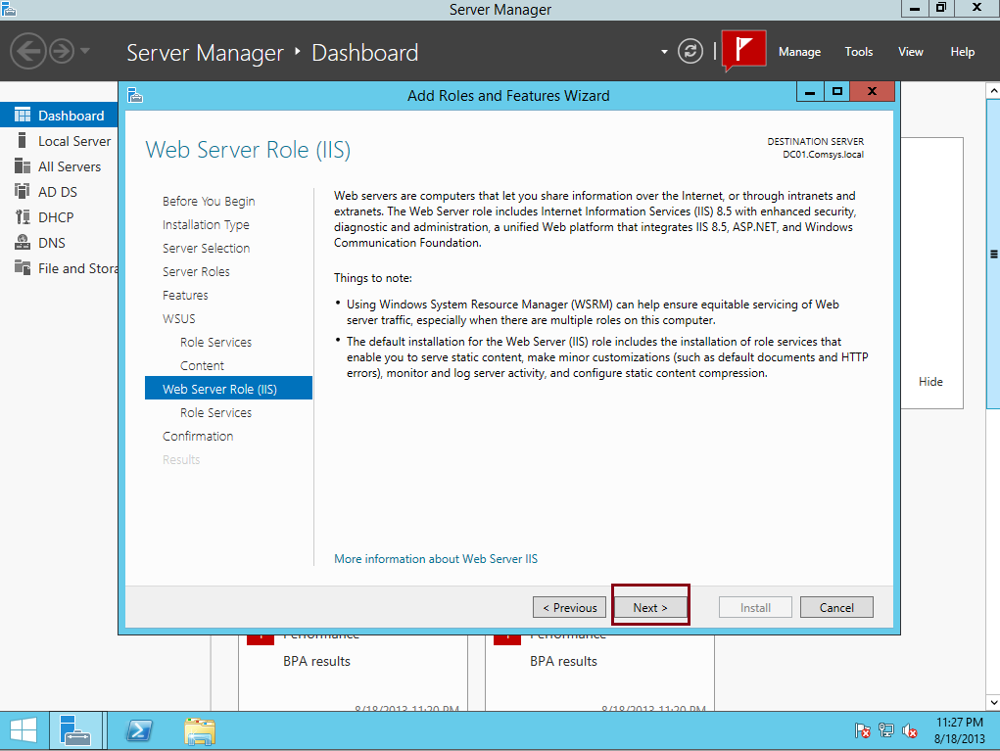 Server Manager
Server Manager ‣ Dashboard
Manage Tools View Help
Dashboard
Local Server
All Servers
AD DS
DHCP
DNS
File and Stora
Add Roles and Features Wizard
Web Server Role (IIS)
DESTINATION SERVER
DC01.Comsys.local
Before You Begin
Installation Type
Server Selection
Server Roles
Features
WSUS
Role Services
Content
Web Server Role (IIS)
Role Services
Confirmation
Results
Web servers are computers that let you share information over the Internet, or through intranets and
extranets. The Web Server role includes Internet Information Services (IIS) 8.5 with enhanced security,
diagnostic and administration, a unified Web platform that integrates IIS 8.5, ASP.NET, and Windows
Communication Foundation.
Things to note:
• Using Windows System Resource Manager (WSRM) can help ensure equitable servicing of Web
server traffic, especially when there are multiple roles on this computer.
• The default installation for the Web Server (IIS) role includes the installation of role services that
enable you to serve static content, make minor customizations (such as default documents and HTTP
errors), monitor and log server activity, and configure static content compression.
More information about Web Server IIS
< Previous Next > Install Cancel
Hide
Performance Performance
BPA results BPA results
8/18/2013 11:20 PM 8/18/2013 11:20 PM
11:27 PM
8/18/2013